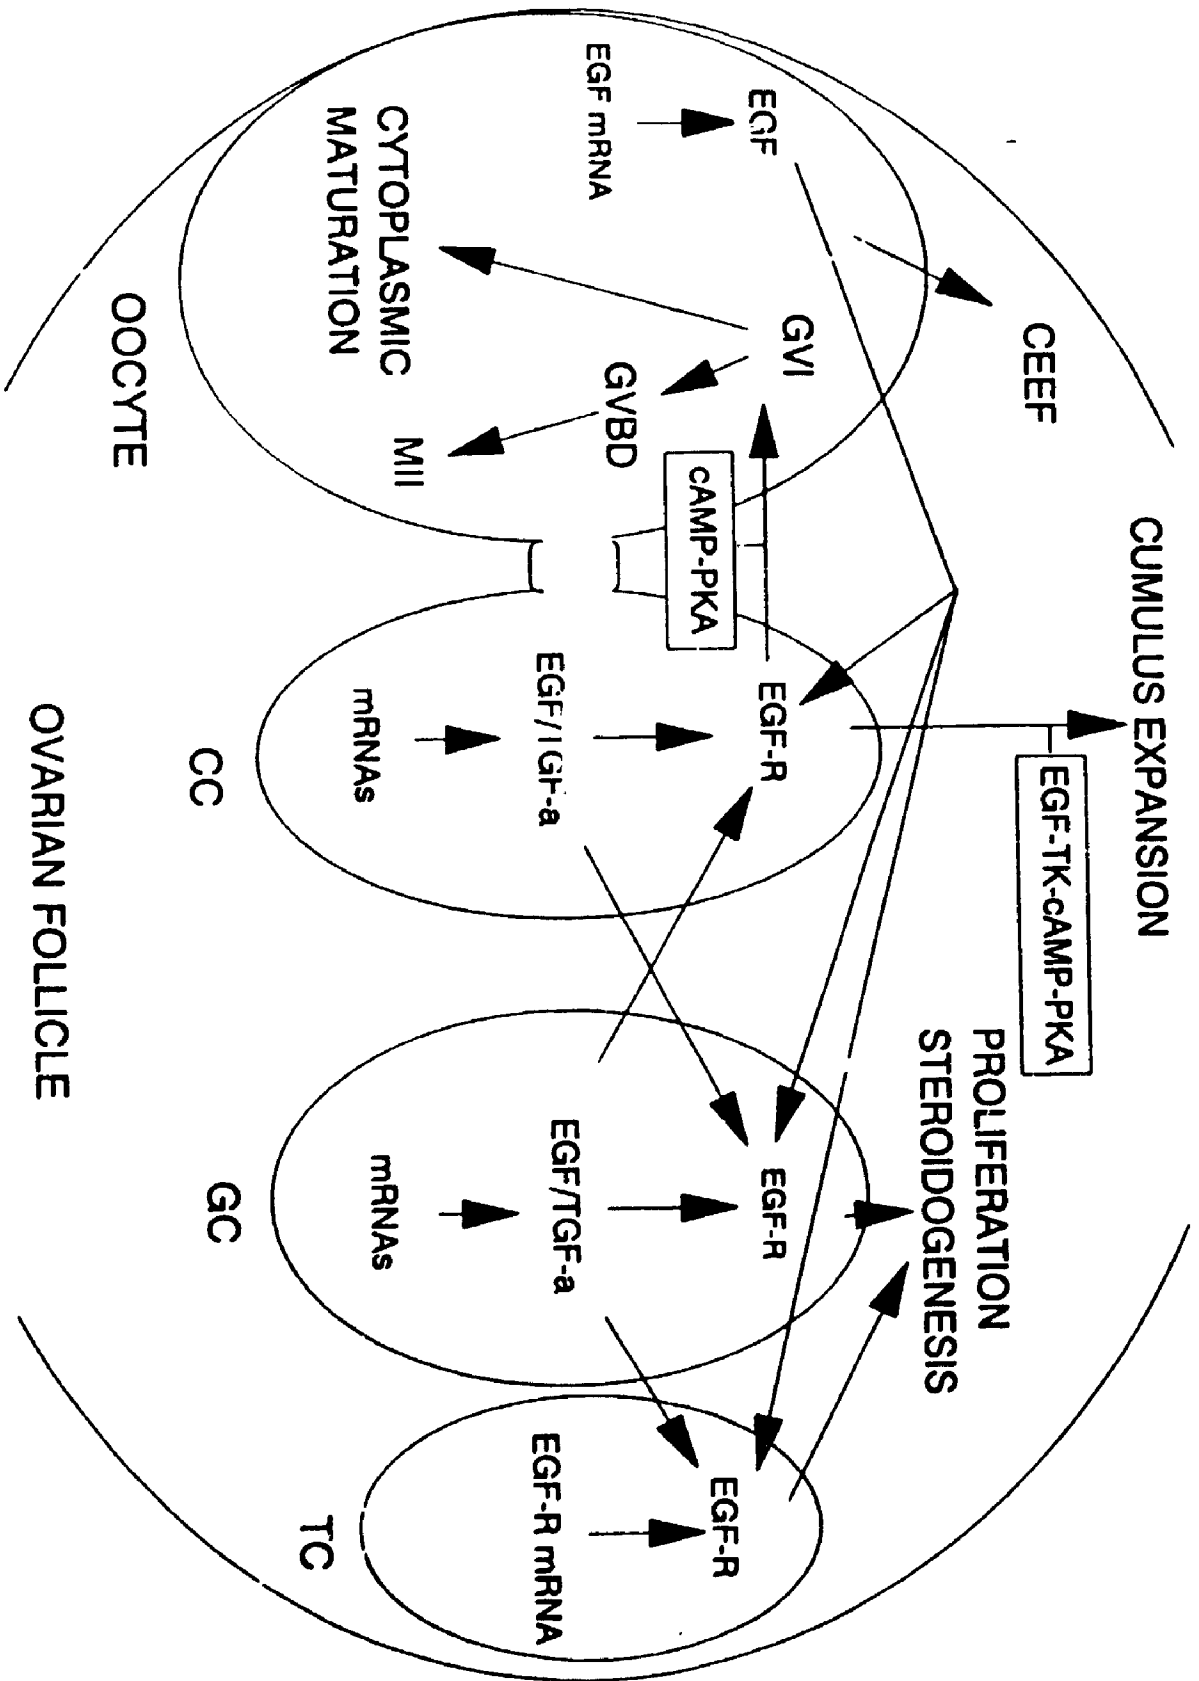 CUMULUS EXPANSION
EGF-TK-cAMP-PKA
CEEF
PROLIFERATION
STEROIDOGENESIS
EGF
EGF mRNA
GVI
GVBD
MII
CYTOPLASMIC
MATURATION
OOCYTE
cAMP-PKA
EGF-R
EGF/TGF-a
mRNAs
CC
EGF-R
EGF/TGF-a
mRNAs
GC
EGF-R
EGF-R mRNA
TC
OVARIAN FOLLICLE